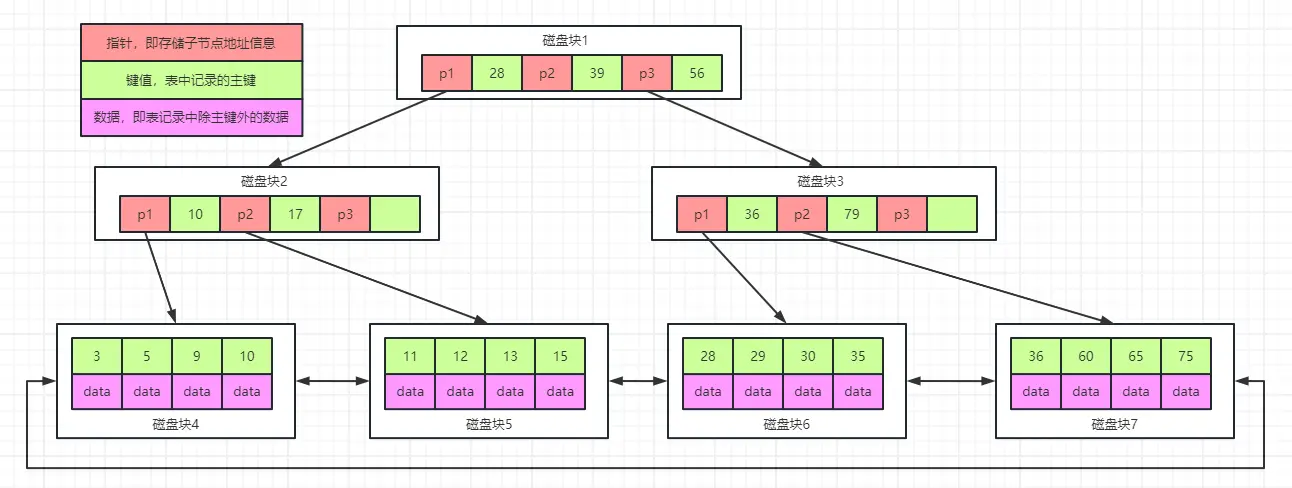 指针，即存储子节点地址信息
键值，表中记录的主键
数据，即表记录中除主键外的数据
磁盘块1
p1 28 p2 39 p3 56
磁盘块2
p1 10 p2 17 p3
磁盘块3
p1 36 p2 79 p3
3 5 9 10
data data data data
磁盘块4
11 12 13 15
data data data data
磁盘块5
28 29 30 35
data data data data
磁盘块6
36 60 65 75
data data data data
磁盘块7